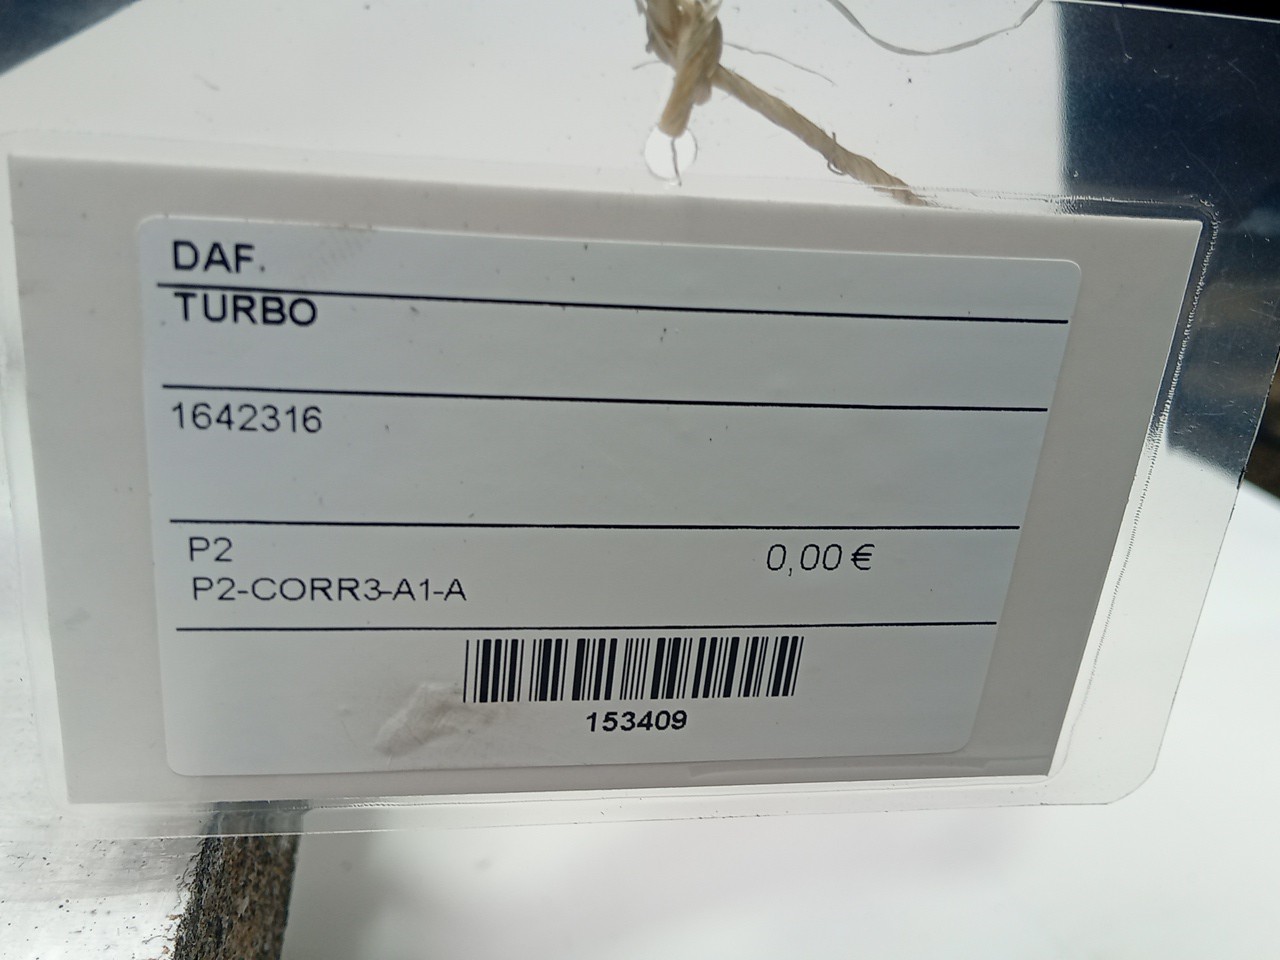 DAF.
TURBO
1642316
P2 0,00 €
P2-CORR3-A1-A
153409